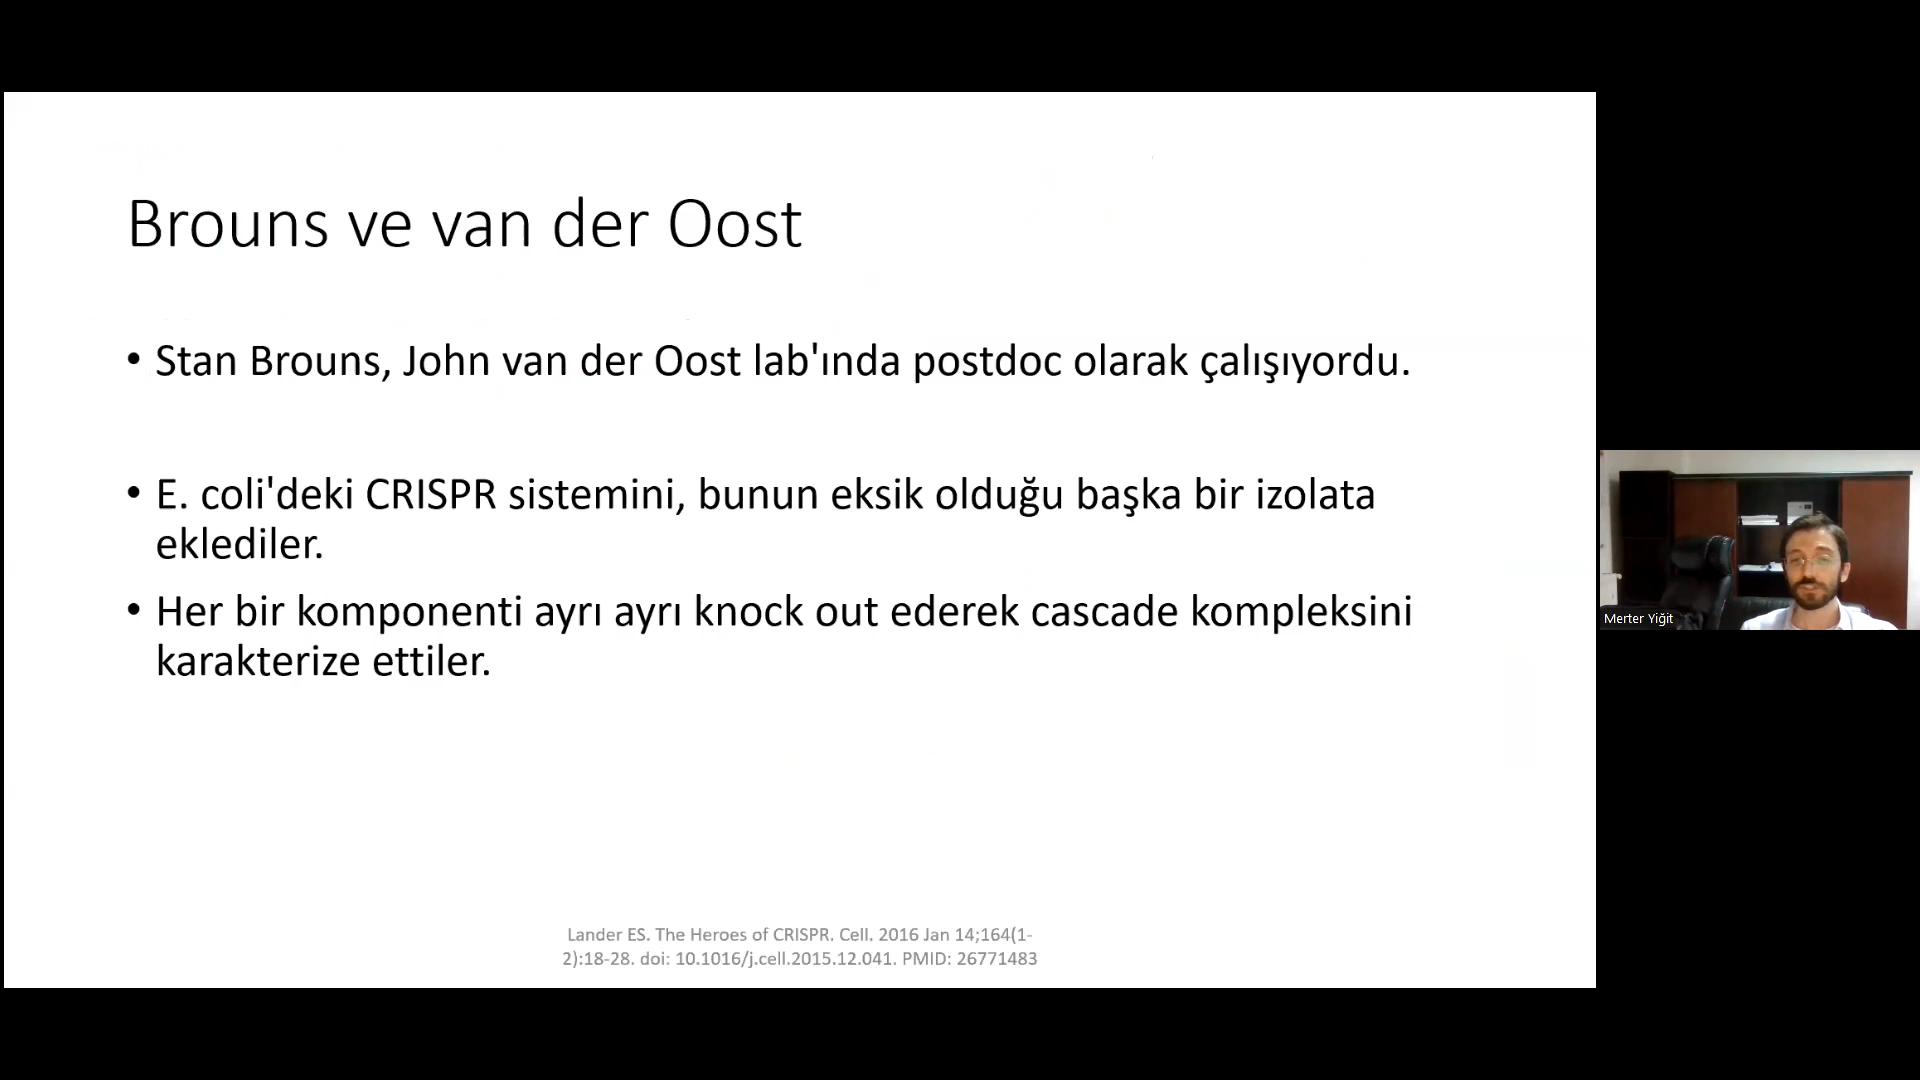 Brouns ve van der Oost
• Stan Brouns, John van der Oost lab'ında postdoc olarak çalışıyordu.
• E. coli'deki CRISPR sistemini, bunun eksik olduğu başka bir izolata
eklediler.
• Her bir komponenti ayrı ayrı knock out ederek cascade kompleksini
karakterize ettiler.
Lander ES. The Heroes of CRISPR. Cell. 2016 Jan 14;164(1-
2):18-28. doi: 10.1016/j.cell.2015.12.041. PMID: 26771483
Merter Yiğit